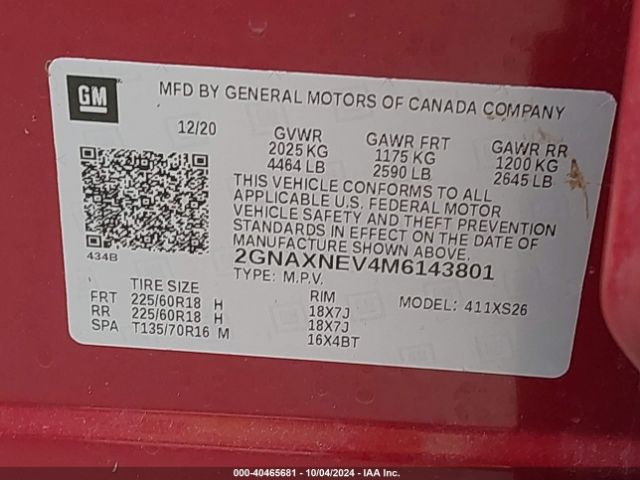 GM
MFD BY GENERAL MOTORS OF CANADA COMPANY
12/20 GVWR GAWR FRT GAWR RR
2025 KG 1175 KG 1200 KG
4464 LB 2590 LB 2645 LB
THIS VEHICLE CONFORMS TO ALL
APPLICABLE U.S. FEDERAL MOTOR
VEHICLE SAFETY AND THEFT PREVENTION
STANDARDS IN EFFECT ON THE DATE OF
MANUFACTURE SHOWN ABOVE.
434B
2GNAXNEV4M6143801
TYPE: M.P.V.
TIRE SIZE RIM MODEL: 411XS26
FRT 225/60R18 H 18X7J
RR 225/60R18 H 18X7J
SPA T135/70R16 M 16X4BT
000-40465681 - 10/04/2024 - IAA Inc.